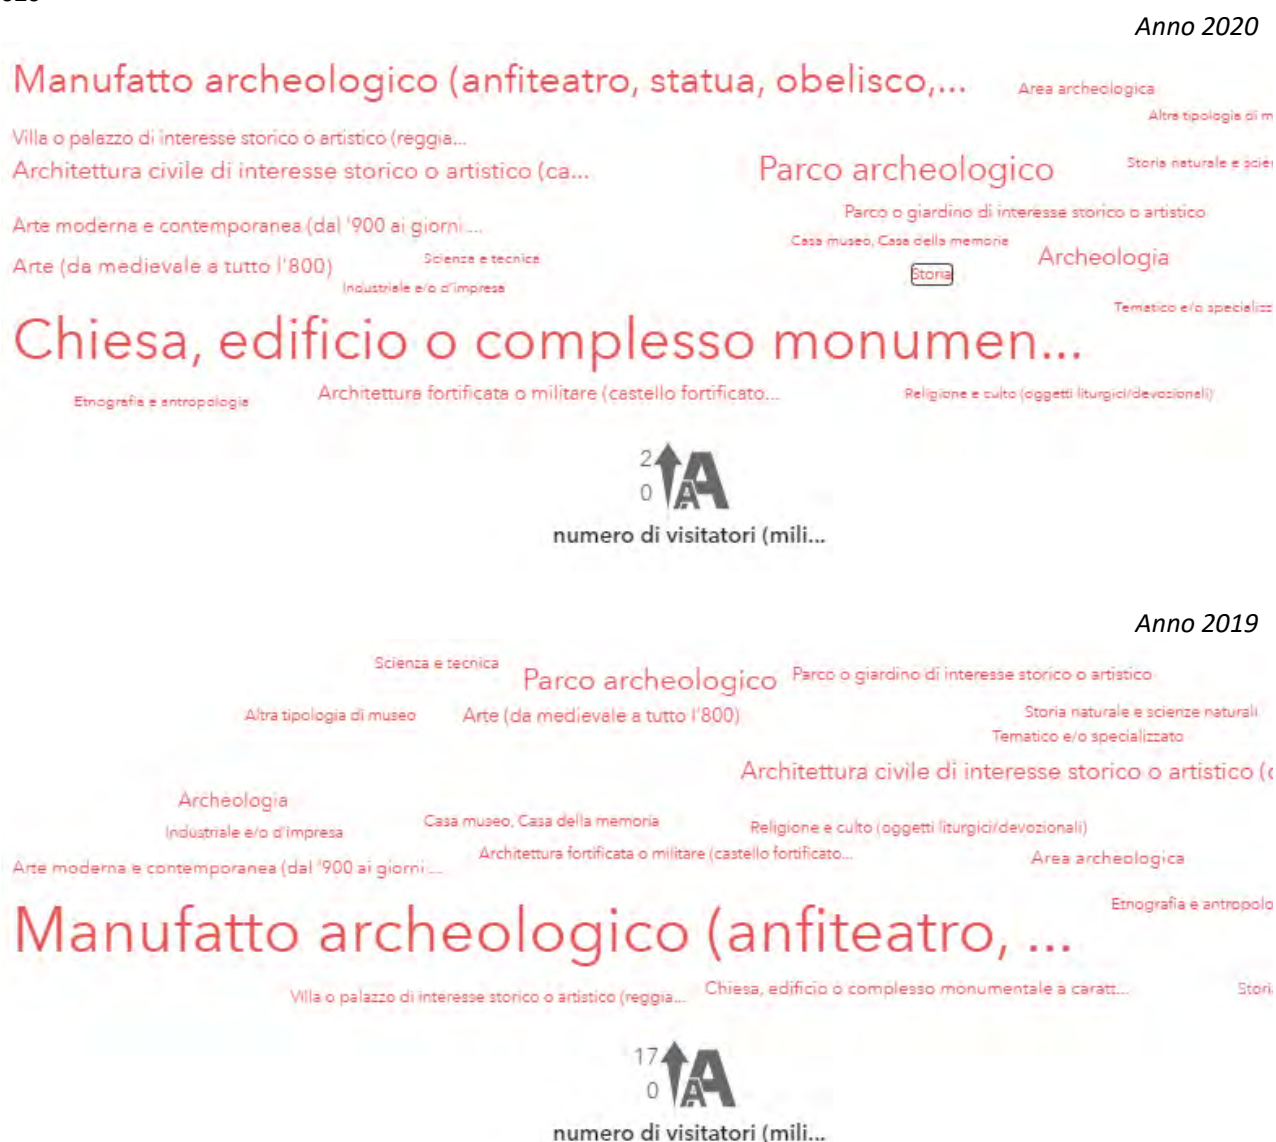 Anno 2020
Manufatto archeologico (anfiteatro, statua, obelisco,...
Area archeologica
Altra tipologia di m
Villa o palazzo di interesse storico o artistico (reggia...
Architettura civile di interesse storico o artistico (ca...
Parco archeologico
Storia naturale e scien
Arte moderna e contemporanea (dal '900 ai giorni ...
Parco o giardino di interesse storico o artistico
Casa museo, Casa della memoria
Arte (da medievale a tutto l'800)
Scienza e tecnica
Archeologia
Storia
Industriale e/o d'impresa
Tematico e/o specializz
Chiesa, edificio o complesso monumen...
Etnografia e antropologia
Architettura fortificata o militare (castello fortificato...
Religione e culto (oggetti liturgici/devozionali)
2
0
numero di visitatori (mili...
Anno 2019
Scienza e tecnica
Parco archeologico
Parco o giardino di interesse storico o artistico
Altra tipologia di museo
Arte (da medievale a tutto l'800)
Storia naturale e scienze naturali
Tematico e/o specializzato
Architettura civile di interesse storico o artistico (c
Archeologia
Industriale e/o d'impresa
Casa museo, Casa della memoria
Religione e culto (oggetti liturgici/devozionali)
Arte moderna e contemporanea (dal '900 ai giorni ...
Architettura fortificata o militare (castello fortificato...
Area archeologica
Etnografia e antropolo
Manufatto archeologico (anfiteatro, ...
Villa o palazzo di interesse storico o artistico (reggia...
Chiesa, edificio o complesso monumentale a caratt...
Storia
17
0
numero di visitatori (mili...